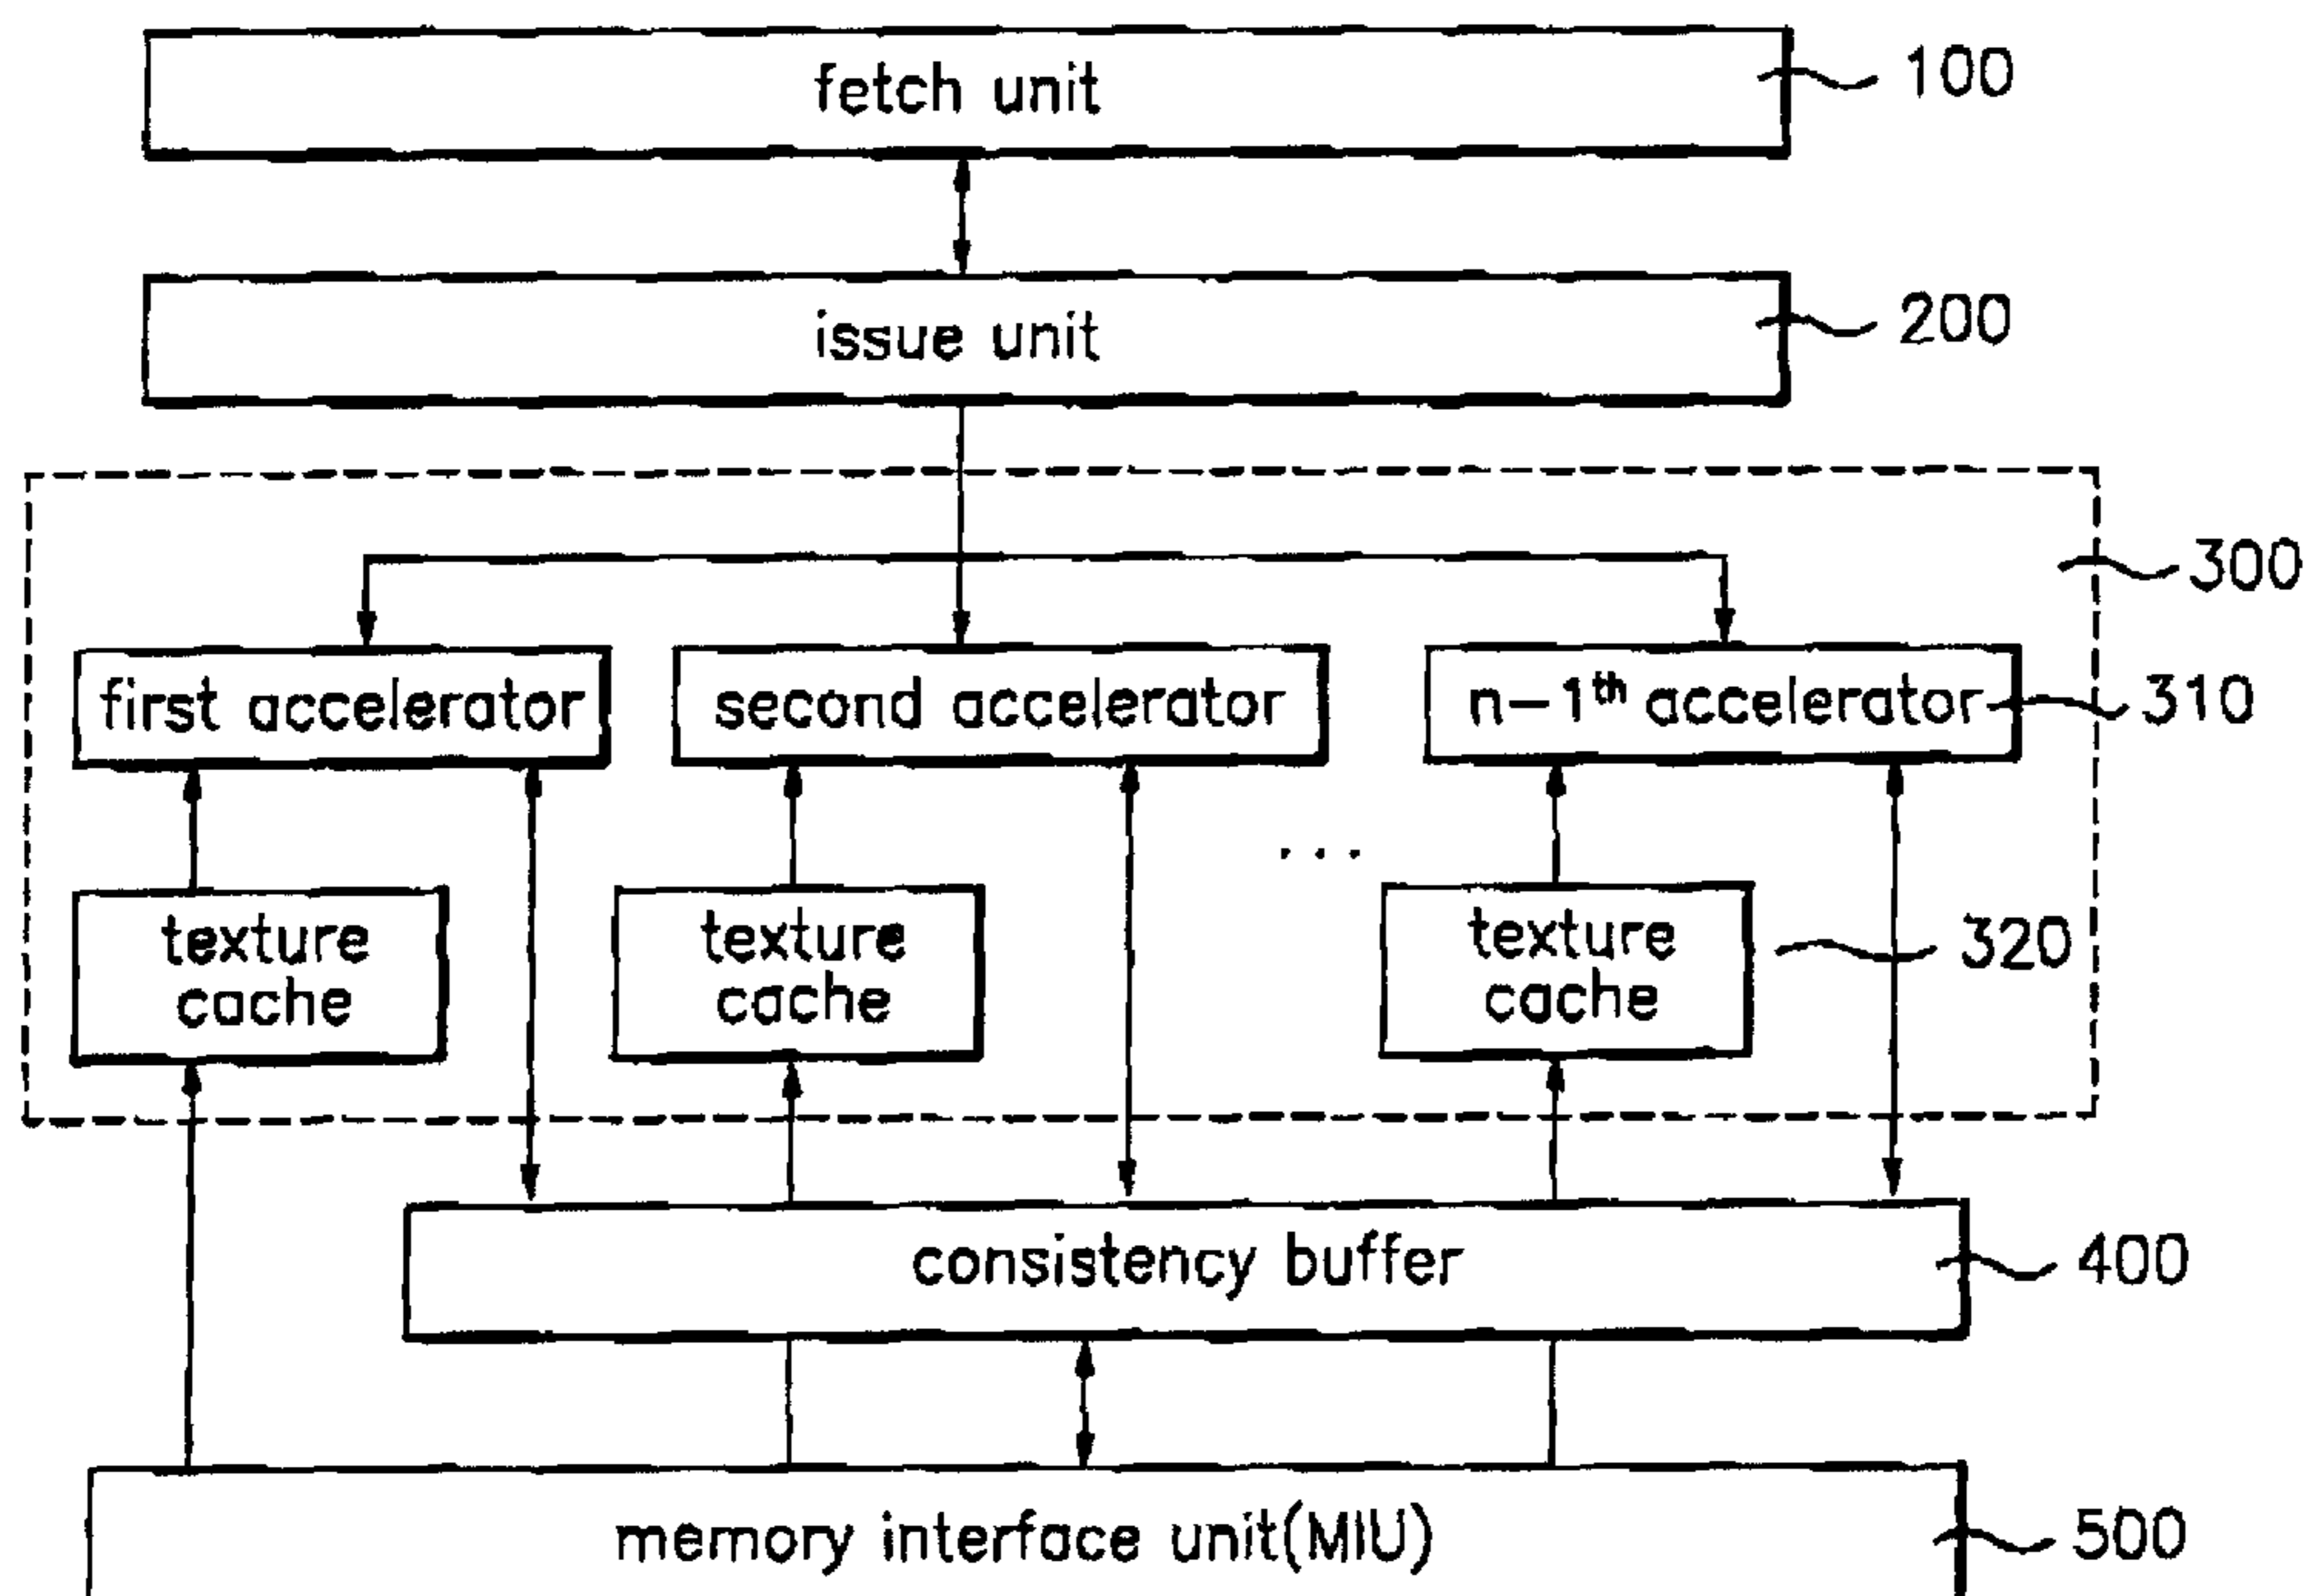 fetch unit
100
issue unit
200
300
first accelerator
second accelerator
n-1th accelerator
310
texture
cache
texture
cache
texture
cache
320
...
consistency buffer
400
memory interface unit(MIU)
500